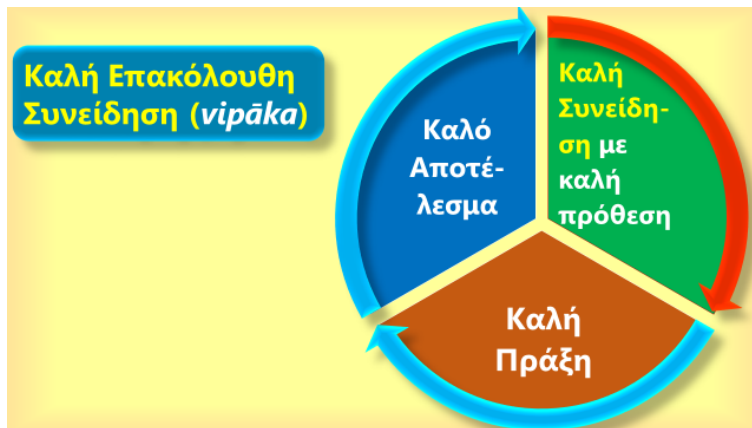 Καλή Επακόλουθη
Συνείδηση (vipāka)
Καλό
Αποτέ-
λεσμα
Καλή
Συνείδη-
ση με
καλή
πρόθεση
Καλή
Πράξη